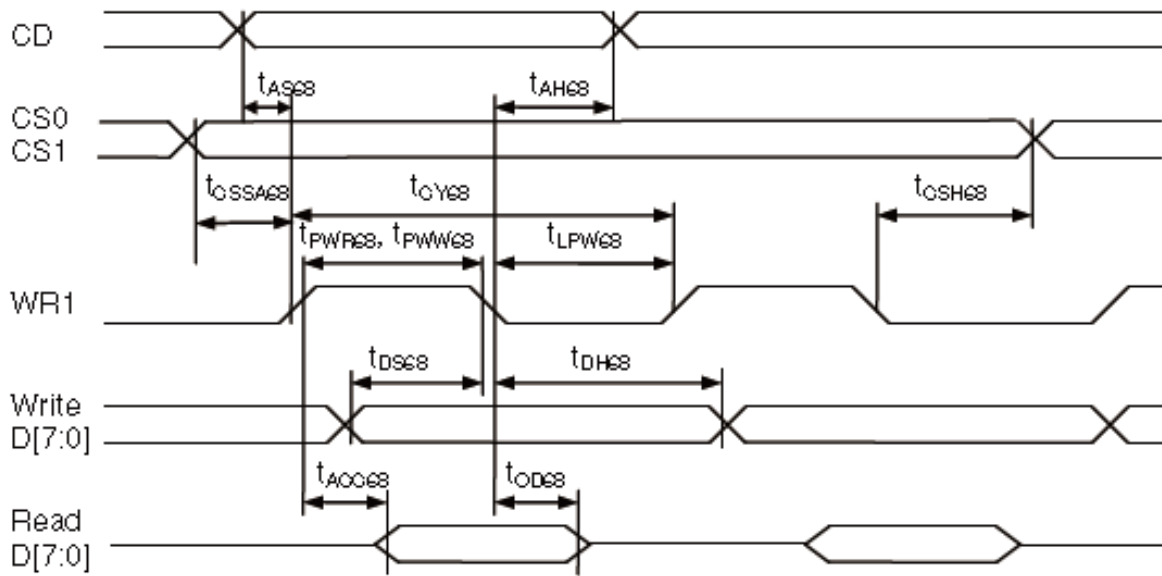 CD
tAS68 tAH68
CS0
CS1
tCSSA68 tCY68 tCSH68
tPWR68, tPWW68 tLPW68
WR1
tDS68 tDH68
Write
D[7:0]
tACC68 tOD68
Read
D[7:0]